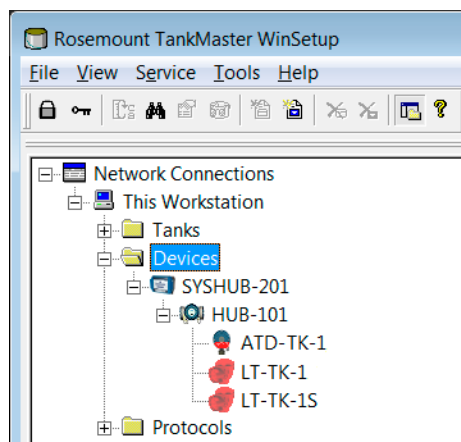 Rosemount TankMaster WinSetup
File View Service Tools Help
Network Connections
This Workstation
Tanks
Devices
SYSHUB-201
HUB-101
ATD-TK-1
LT-TK-1
LT-TK-1S
Protocols